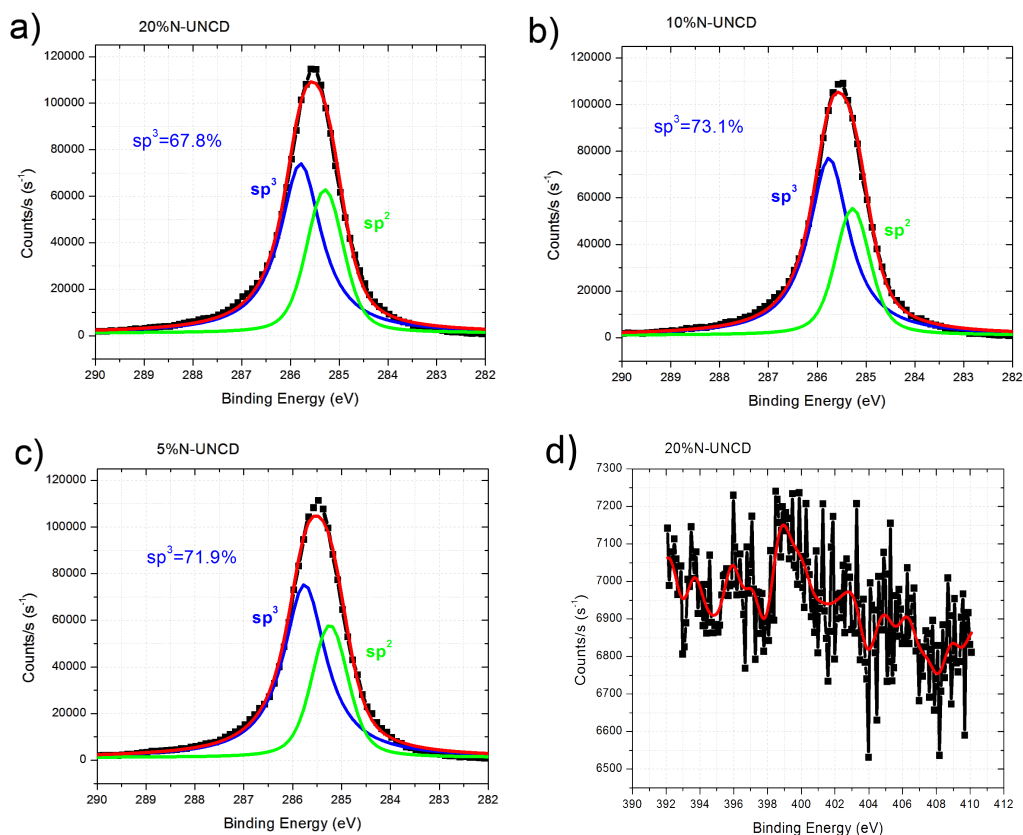 a)
20%N-UNCD
120000
100000
80000
60000
40000
20000
0
Counts/s (s⁻¹)
sp³=67.8%
sp³
sp²
290 289 288 287 286 285 284 283 282
Binding Energy (eV)
b)
10%N-UNCD
120000
100000
80000
60000
40000
20000
0
Counts/s (s⁻¹)
sp³=73.1%
sp³
sp²
290 289 288 287 286 285 284 283 282
Binding Energy (eV)
c)
5%N-UNCD
120000
100000
80000
60000
40000
20000
0
Counts/s (s⁻¹)
sp³=71.9%
sp³
sp²
290 289 288 287 286 285 284 283 282
Binding Energy (eV)
d)
20%N-UNCD
7300
7200
7100
7000
6900
6800
6700
6600
6500
Counts/s (s⁻¹)
390 392 394 396 398 400 402 404 406 408 410 412
Binding Energy (eV)